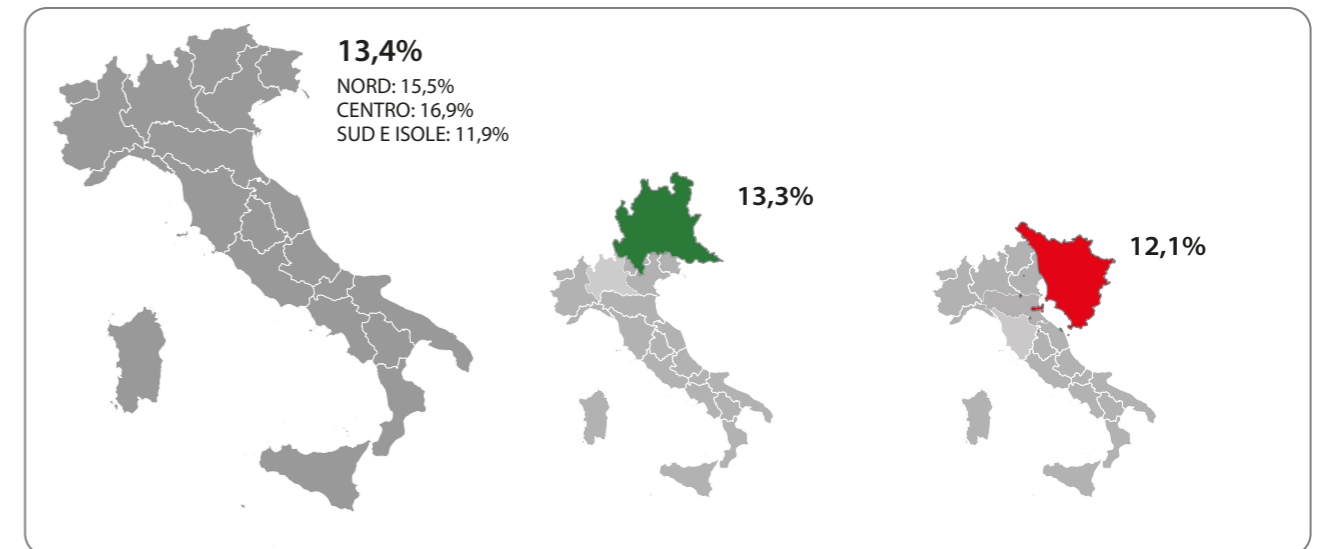 13,4%
NORD: 15,5%
CENTRO: 16,9%
SUD E ISOLE: 11,9%
13,3%
12,1%